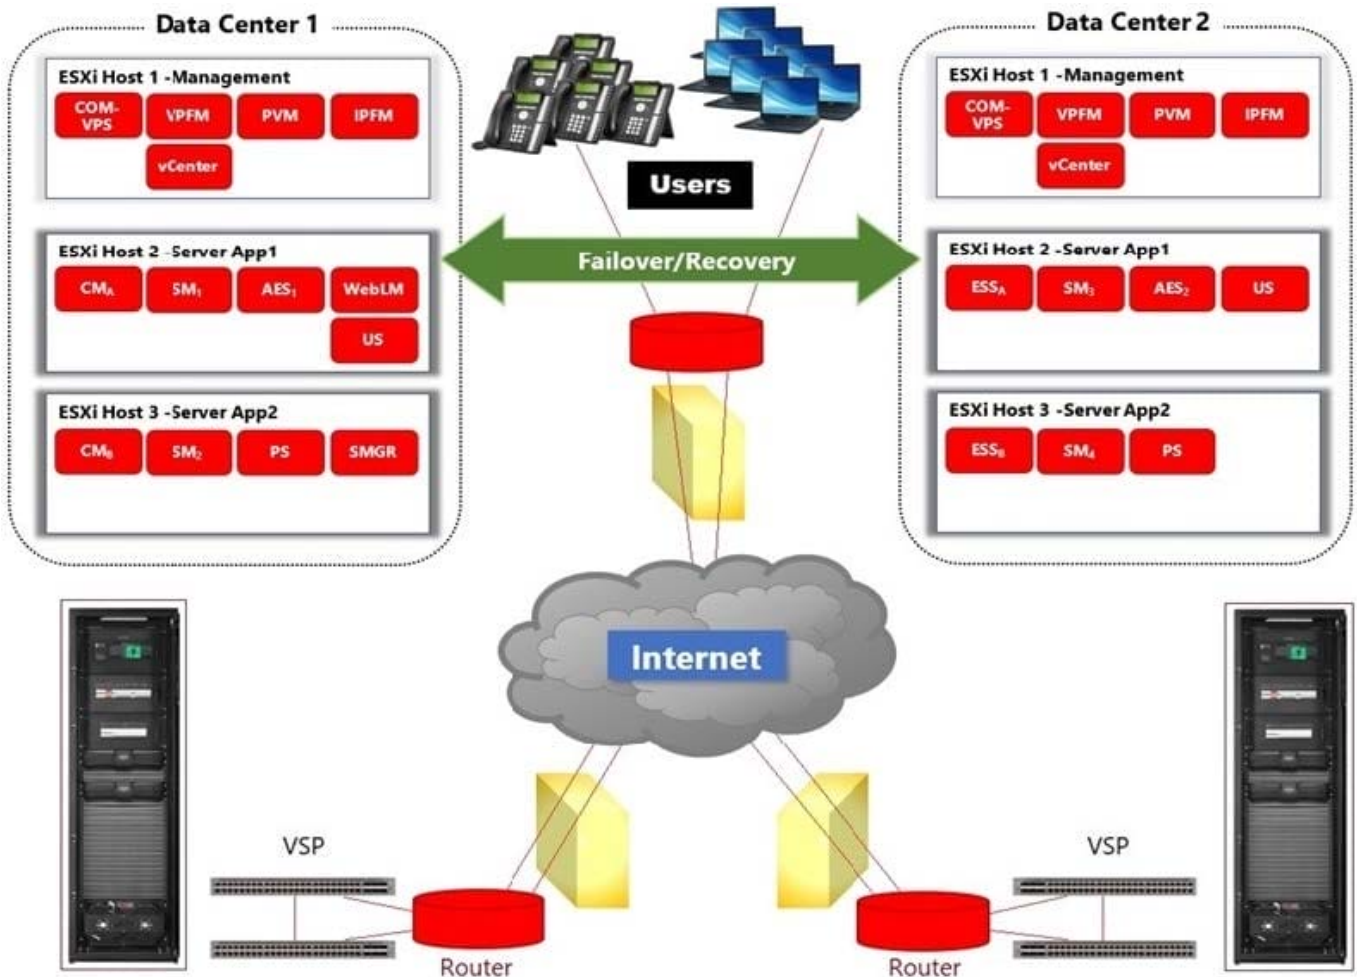 Data Center 1
ESXi Host 1 -Management
COM-
VPS
VPFM
PVM
IPFM
vCenter
ESXi Host 2 -Server App1
CMA
SM1
AES1
WebLM
US
ESXi Host 3 -Server App2
CMB
SM2
PS
SMGR
Users
Failover/Recovery
Data Center 2
ESXi Host 1 -Management
COM-
VPS
VPFM
PVM
IPFM
vCenter
ESXi Host 2 -Server App1
ESSA
SM3
AES2
US
ESXi Host 3 -Server App2
ESSB
SM4
PS
Internet
VSP
Router
VSP
Router